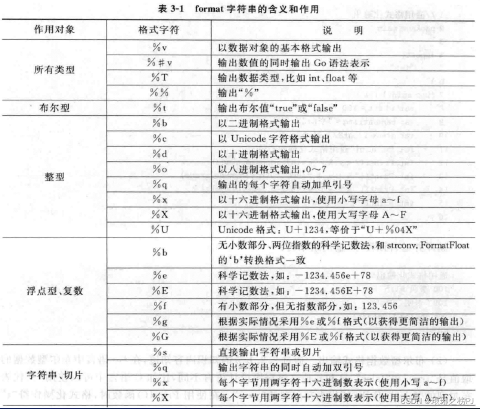 表 3-1 format 字符串的含义和作用
作用对象 格式字符 说 明
所有类型 %v 以数据对象的基本格式输出
%#v 输出数值的同时输出 Go 语法表示
%T 输出数据类型,比如 int、float 等
%% 输出“%”
布尔型 %t 输出布尔值“true”或“false”
整型 %b 以二进制格式输出
%c 以 Unicode 字符格式输出
%d 以十进制格式输出
%o 以八进制格式输出,0~7
%q 输出的每个字符自动加单引号
%x 以十六进制格式输出,使用小写字母 a~f
%X 以十六进制格式输出,使用大写字母 A~F
%U Unicode 格式:U+1234,等价于“U+%04X”
浮点型、复数 %b 无小数部分、两位指数的科学记数法,和 strconv.FormatFloat
的‘b’转换格式一致
%e 科学记数法,如:-1234.456e+78
%E 科学记数法,如:-1234.456E+78
%f 有小数部分,但无指数部分,如:123.456
%g 根据实际情况采用%e或%f格式(以获得更简洁的输出)
%G 根据实际情况采用%E或%f格式(以获得更简洁的输出)
字符串、切片 %s 直接输出字符串或切片
%q 输出字符串的同时自动加双引号
%x 每个字节用两字符十六进制数表示(使用小写 a~f)
%X 每个字节用两字符十六进制数表示(使用大写 A~F)